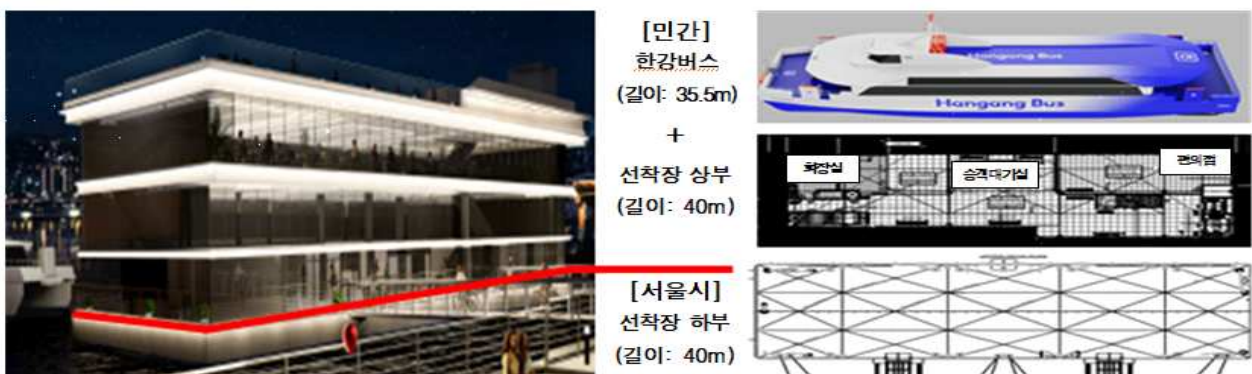 [민간]
한강버스
(길이: 35.5m)
+
선착장 상부
(길이: 40m)
[서울시]
선착장 하부
(길이: 40m)
Hangang Bus
Hangang Bus
화장실
승객대기실
편의점